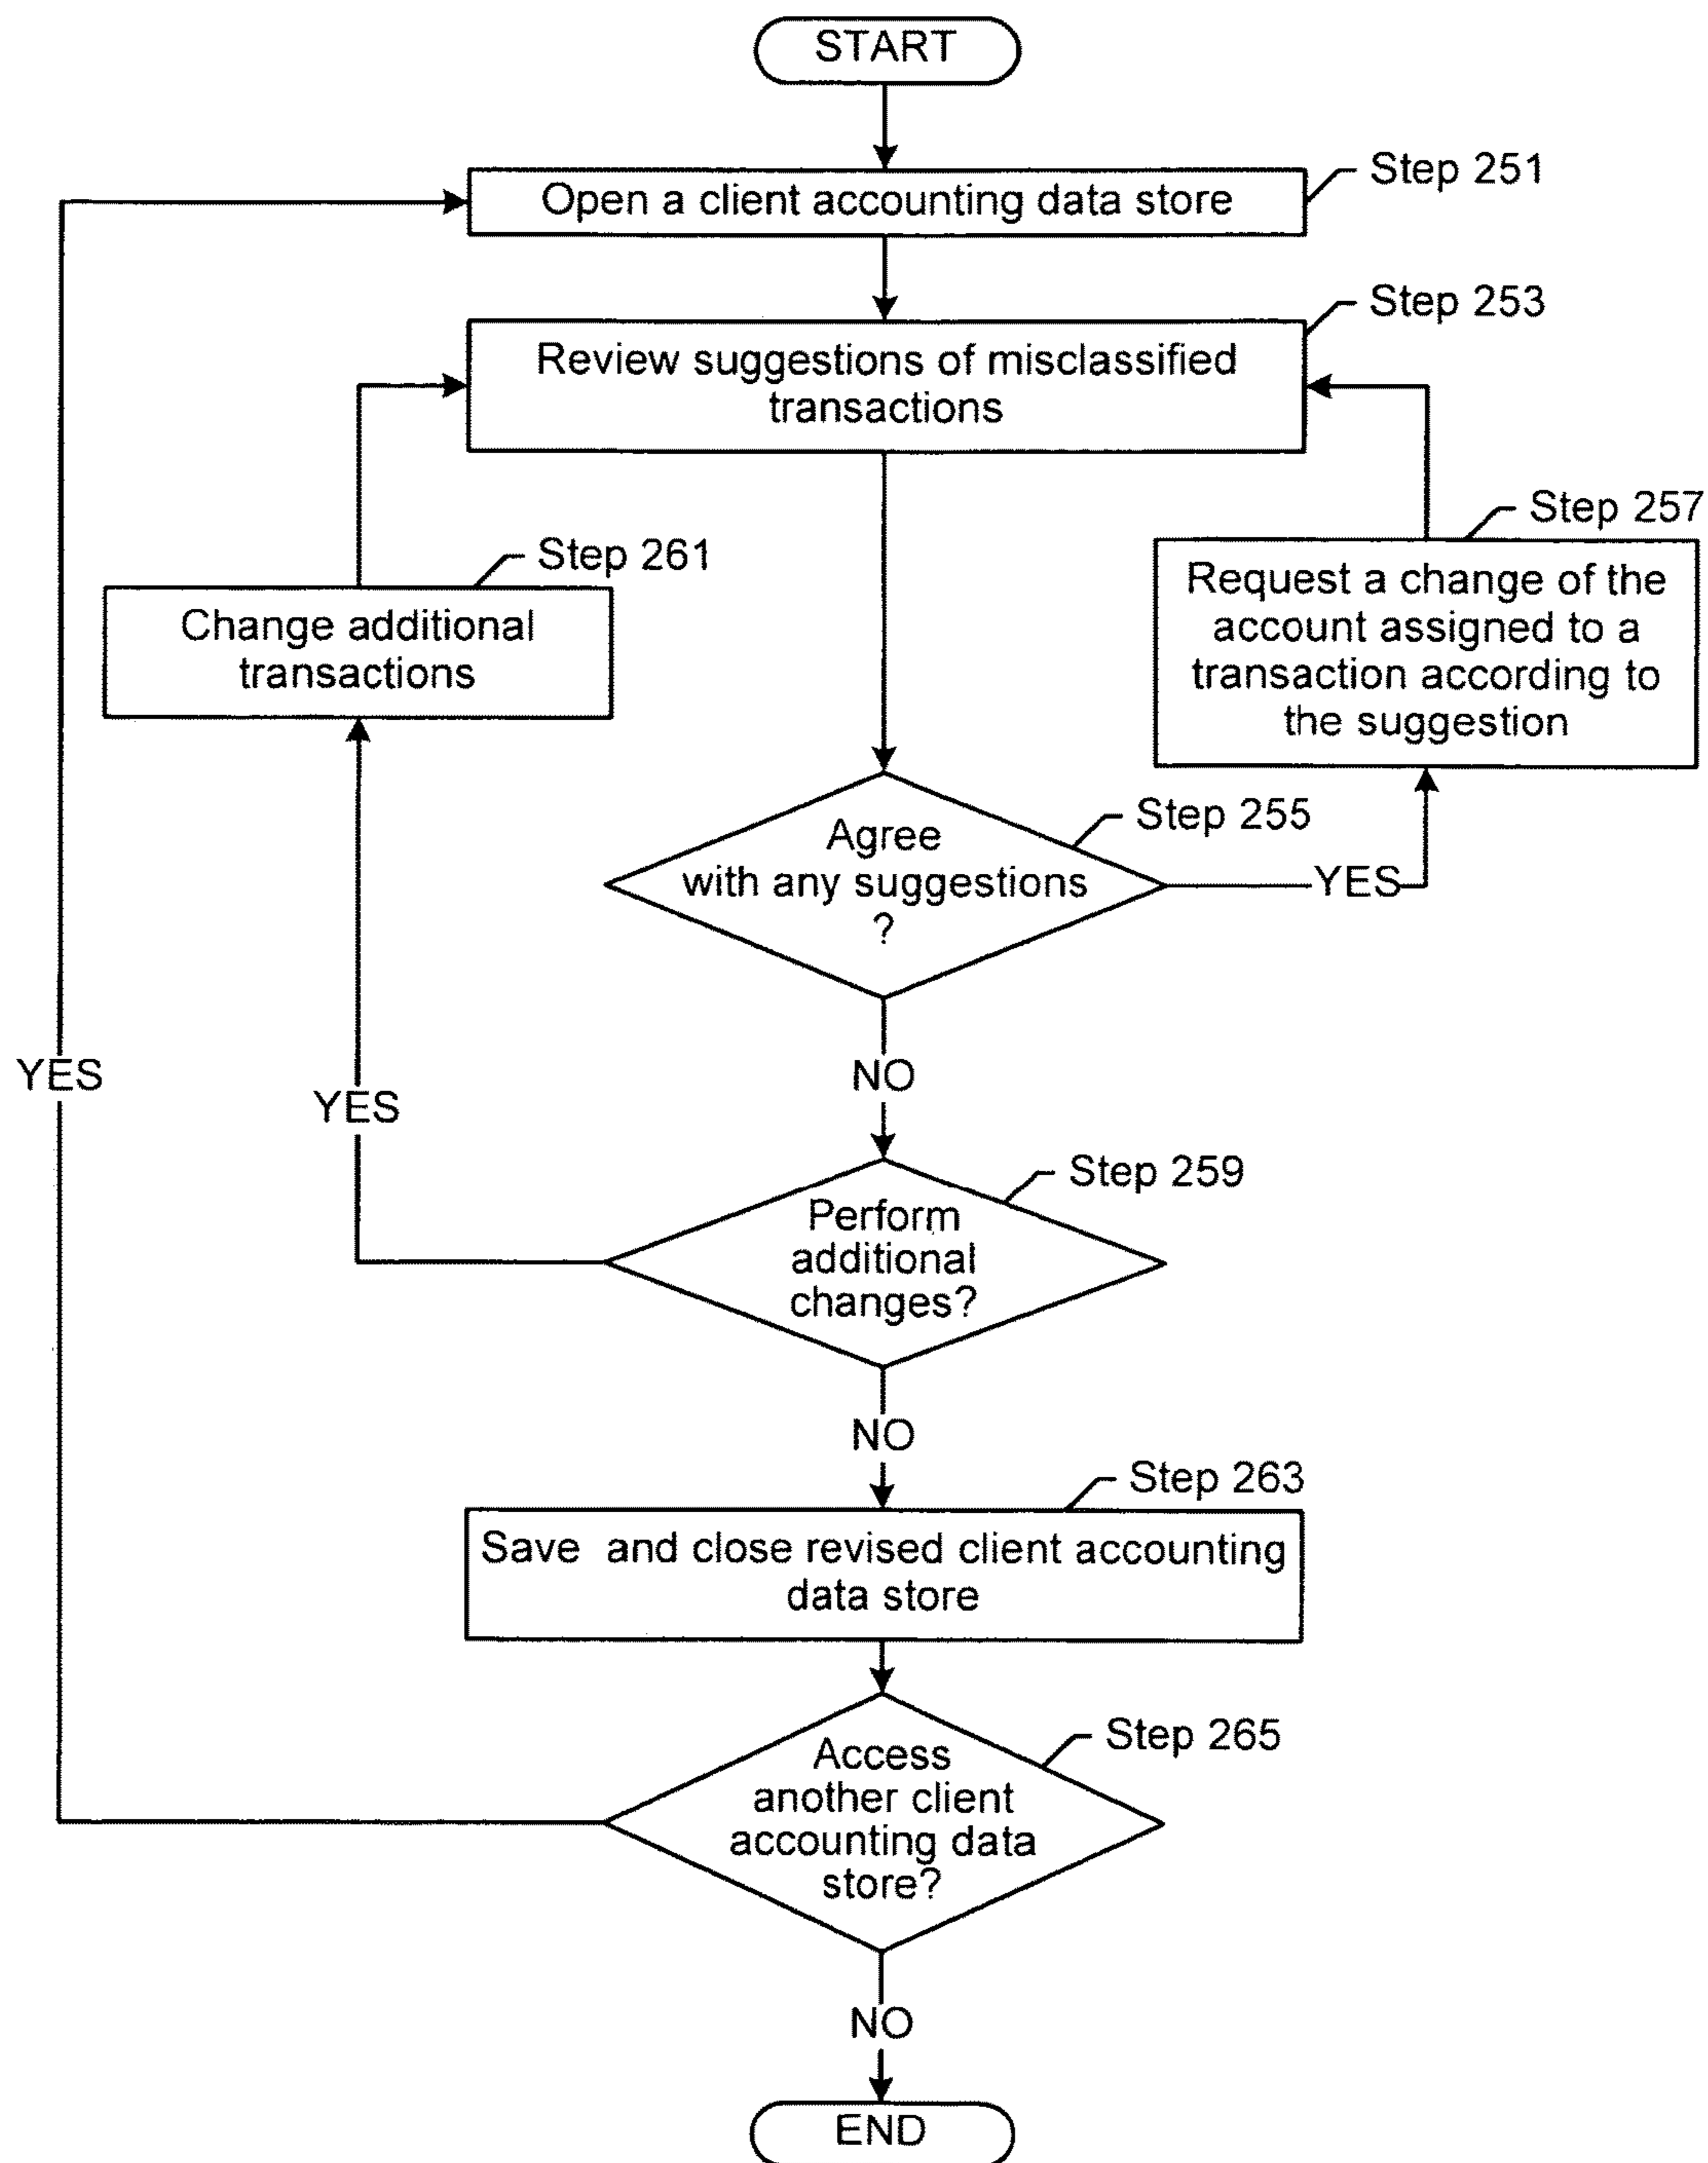 START
Step 251
Open a client accounting data store
Step 253
Review suggestions of misclassified
transactions
Step 257
Request a change of the
account assigned to a
transaction according to
the suggestion
Step 261
Change additional
transactions
Step 255
Agree
with any suggestions
?
YES
NO
YES
YES
Step 259
Perform
additional
changes?
NO
Step 263
Save and close revised client accounting
data store
Step 265
Access
another client
accounting data
store?
NO
END